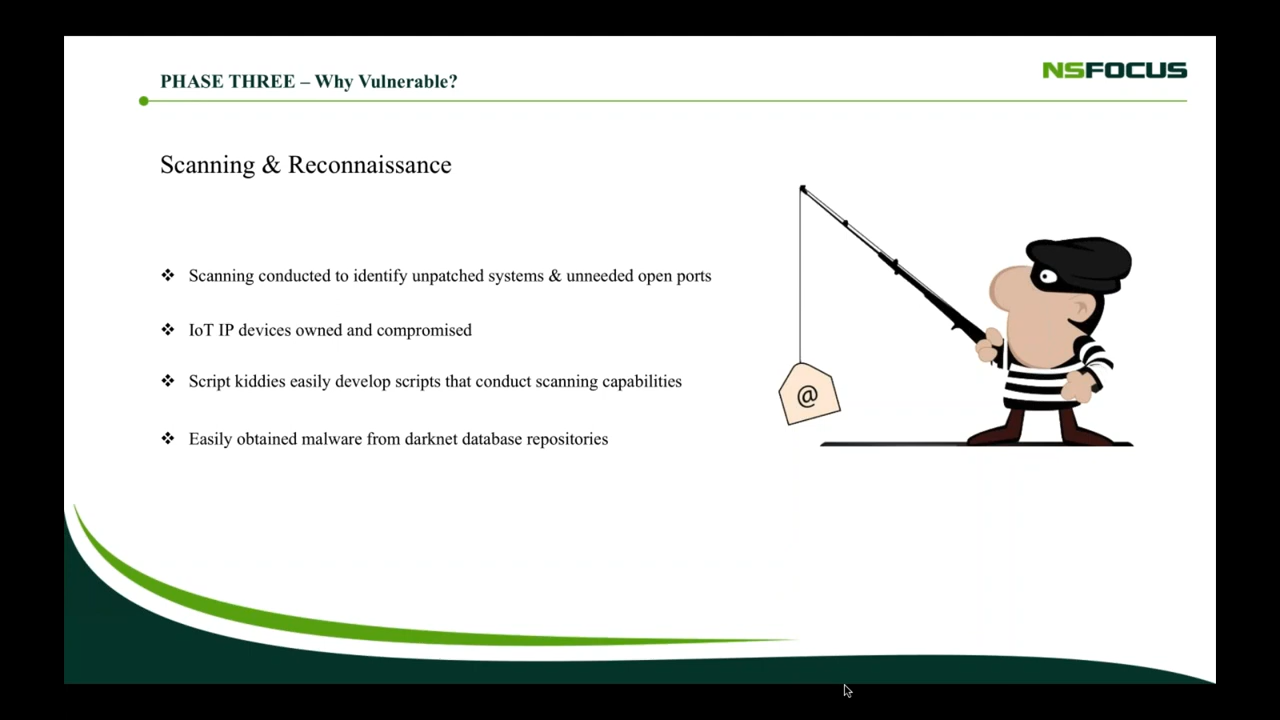 PHASE THREE – Why Vulnerable?
NSFOCUS
Scanning & Reconnaissance
❖ Scanning conducted to identify unpatched systems & unneeded open ports
❖ IoT IP devices owned and compromised
❖ Script kiddies easily develop scripts that conduct scanning capabilities
❖ Easily obtained malware from darknet database repositories
@